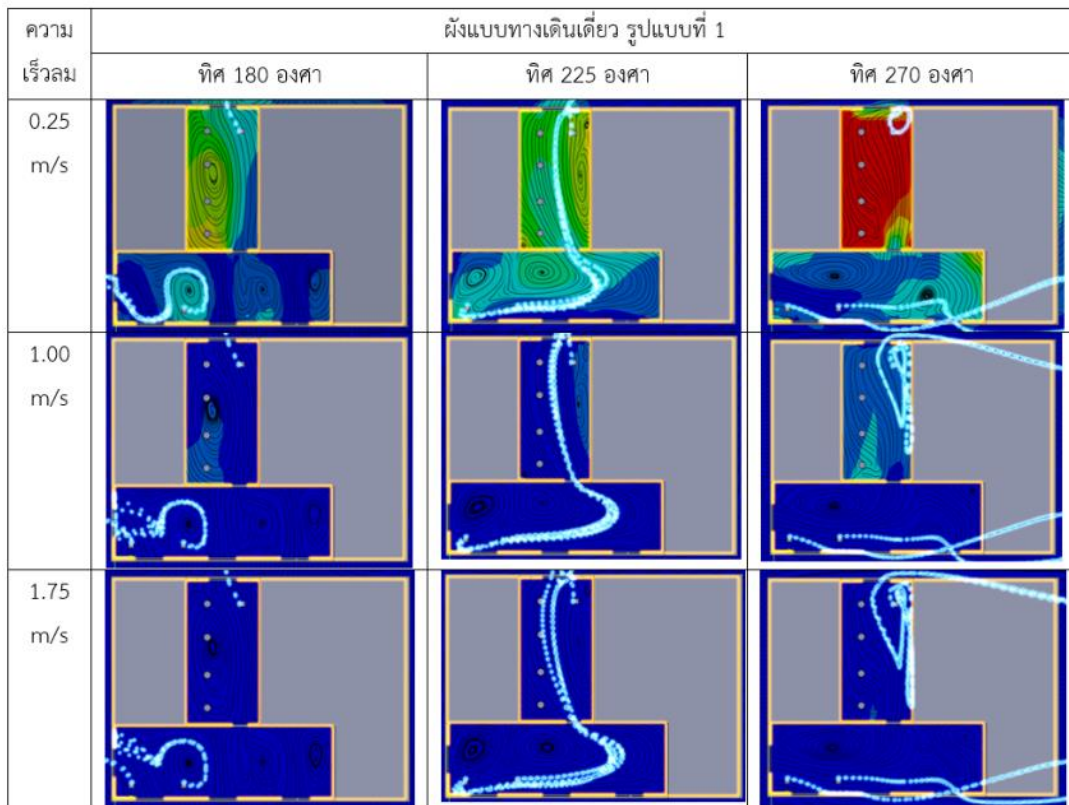 ความ
เร็วลม
ผังแบบทางเดินเดี่ยว รูปแบบที่ 1
ทิศ 180 องศา
ทิศ 225 องศา
ทิศ 270 องศา
0.25
m/s
1.00
m/s
1.75
m/s